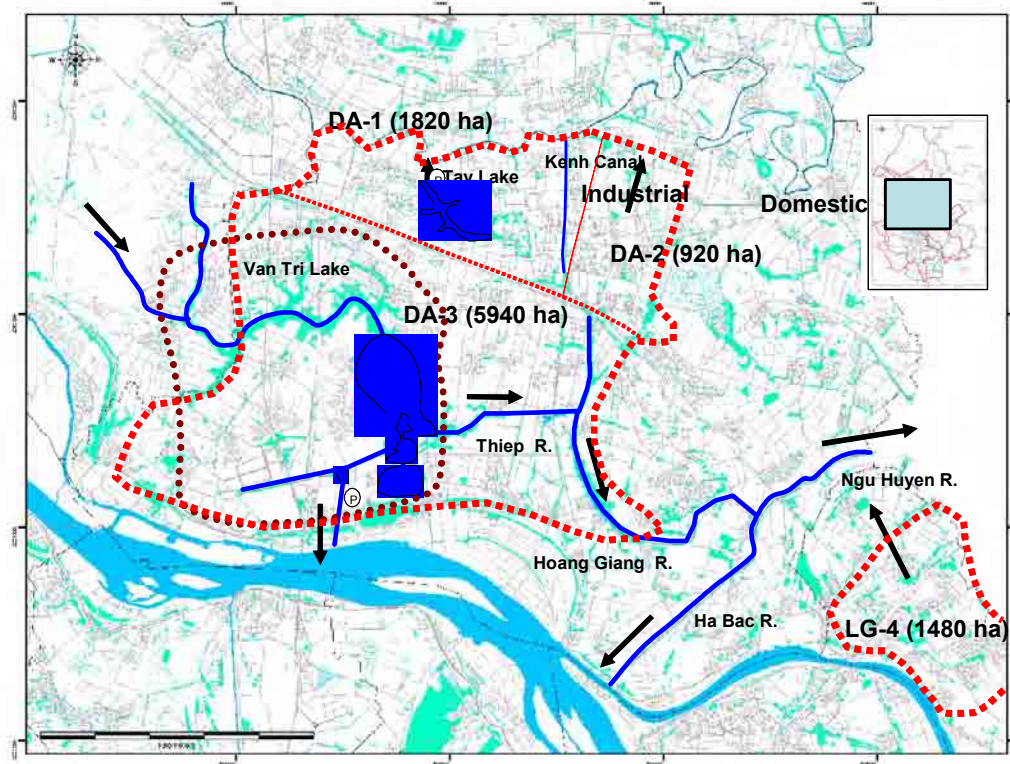 N
W
S
DA-1 (1820 ha)
Kenh Canal
Tay Lake
Industrial
Domestic
DA-2 (920 ha)
Van Tri Lake
DA-3 (5940 ha)
Thiep R.
P
Ngu Huyen R.
Hoang Giang R.
Ha Bac R.
LG-4 (1480 ha)